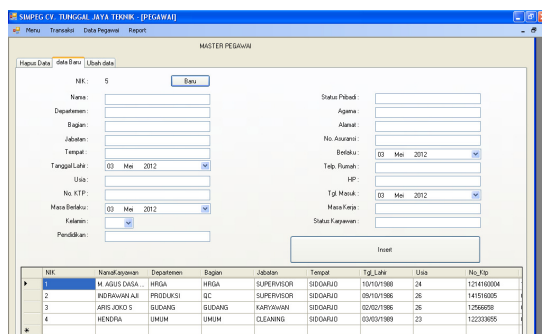 SIMPEG CV. TUNGGAL JAYA TEKNIK - [PEGAWAI]
Menu Transaksi Data Pegawai Report
MASTER PEGAWAI
Hapus Data data Baru Ubah data
NIK : 5 Baru
Nama : Status Pribadi :
Departemen : Agama :
Bagian : Alamat :
Jabatan : No. Asuransi :
Tempat : Berlaku : 03 Mei 2012
Tanggal Lahir : 03 Mei 2012 Telp. Rumah :
Usia : HP :
No. KTP : Tgl. Masuk : 03 Mei 2012
Masa Berlaku : 03 Mei 2012 Masa Kerja :
Kelamin : Status Karyawan :
Pendidikan : Insert
NIK NamaKaryawan Departemen Bagian Jabatan Tempat Tgl_Lahir Usia No_Ktp
1 M. AGUS DASA ... HRGA HRGA SUPERVISOR SIDOARJO 10/10/1988 24 1214160004
2 INDRAWAN AJI PRODUKSI QC SUPERVISOR SIDOARJO 09/10/1986 26 141516005
3 ARIS JOKO S GUDANG GUDANG KARYAWAN SIDOARJO 02/02/1986 26 12566658
4 HENDRA UMUM UMUM CLEANING SIDOARJO 03/03/1989 23 122333655